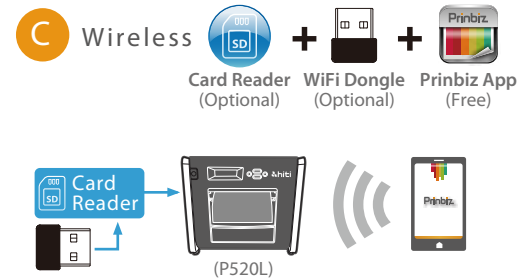 C Wireless
SD
Prinbiz
Card Reader WiFi Dongle Prinbiz App
(Optional) (Optional) (Free)
SD Card
Reader
hiti
Prinbiz
(P520L)